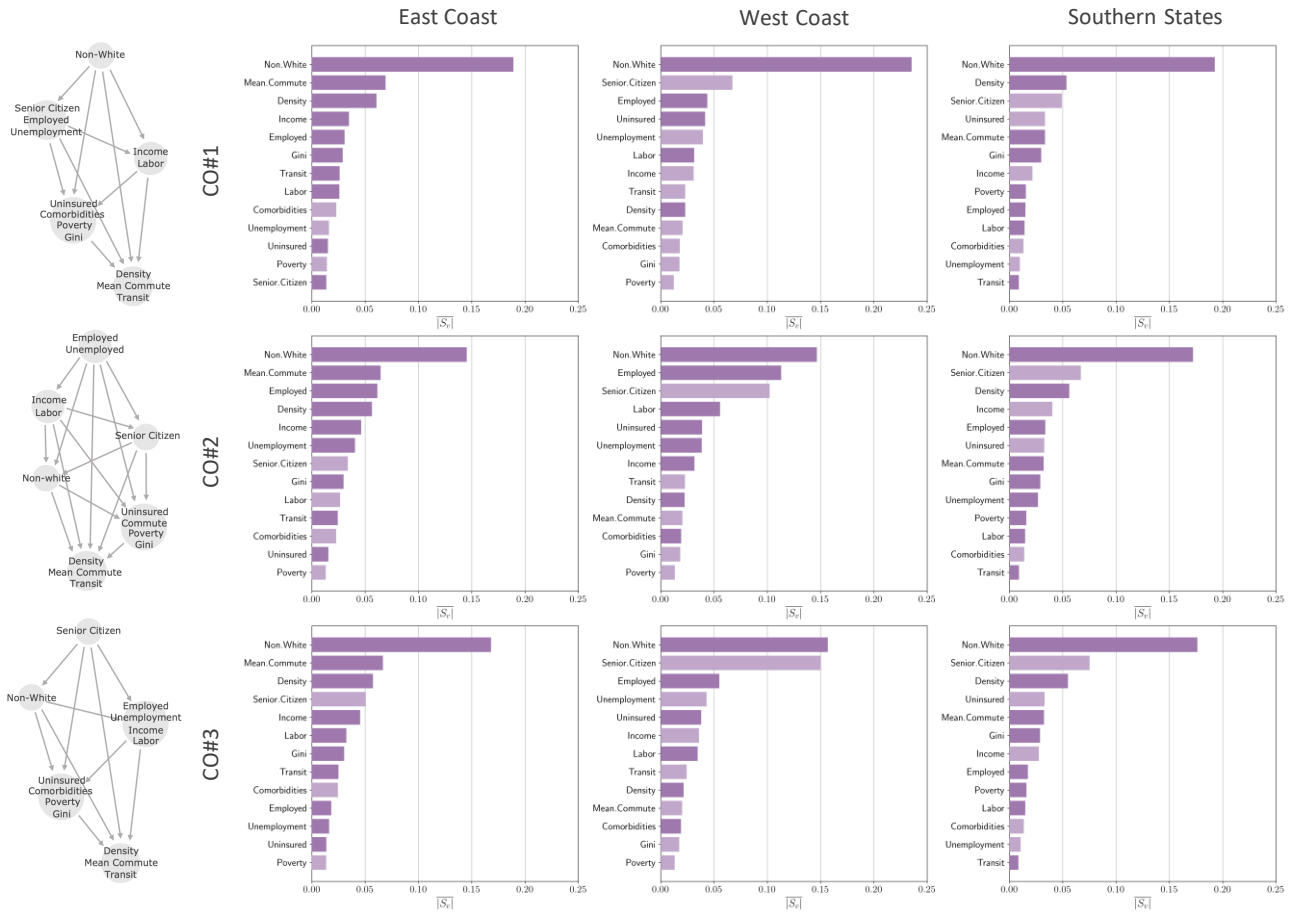 East Coast
West Coast
Southern States
CO#1
Non-White
Senior Citizen
Employed
Unemployment
Income
Labor
Uninsured
Comorbidities
Poverty
Gini
Density
Mean Commute
Transit
Non.White
Mean.Commute
Density
Income
Employed
Gini
Transit
Labor
Comorbidities
Unemployment
Uninsured
Poverty
Senior.Citizen
0.00 0.05 0.10 0.15 0.20 0.25
|S_v|
Non.White
Senior.Citizen
Employed
Uninsured
Unemployment
Labor
Income
Transit
Density
Mean.Commute
Comorbidities
Gini
Poverty
0.00 0.05 0.10 0.15 0.20 0.25
|S_v|
Non.White
Density
Senior.Citizen
Uninsured
Mean.Commute
Gini
Income
Poverty
Employed
Labor
Comorbidities
Unemployment
Transit
0.00 0.05 0.10 0.15 0.20 0.25
|S_v|
CO#2
Employed
Unemployed
Income
Labor
Senior Citizen
Non-white
Uninsured
Commute
Poverty
Gini
Density
Mean Commute
Transit
Non.White
Mean.Commute
Employed
Density
Income
Unemployment
Senior.Citizen
Gini
Labor
Transit
Comorbidities
Uninsured
Poverty
0.00 0.05 0.10 0.15 0.20 0.25
|S_v|
Non.White
Employed
Senior.Citizen
Labor
Uninsured
Unemployment
Income
Transit
Density
Mean.Commute
Comorbidities
Gini
Poverty
0.00 0.05 0.10 0.15 0.20 0.25
|S_v|
Non.White
Senior.Citizen
Density
Income
Employed
Uninsured
Mean.Commute
Gini
Unemployment
Poverty
Labor
Comorbidities
Transit
0.00 0.05 0.10 0.15 0.20 0.25
|S_v|
CO#3
Senior Citizen
Non-White
Employed
Unemployment
Income
Labor
Uninsured
Comorbidities
Poverty
Gini
Density
Mean Commute
Transit
Non.White
Mean.Commute
Density
Senior.Citizen
Income
Labor
Gini
Transit
Comorbidities
Employed
Unemployment
Uninsured
Poverty
0.00 0.05 0.10 0.15 0.20 0.25
|S_v|
Non.White
Senior.Citizen
Employed
Unemployment
Uninsured
Income
Labor
Transit
Density
Mean.Commute
Comorbidities
Gini
Poverty
0.00 0.05 0.10 0.15 0.20 0.25
|S_v|
Non.White
Senior.Citizen
Density
Uninsured
Mean.Commute
Gini
Income
Employed
Poverty
Labor
Comorbidities
Unemployment
Transit
0.00 0.05 0.10 0.15 0.20 0.25
|S_v|